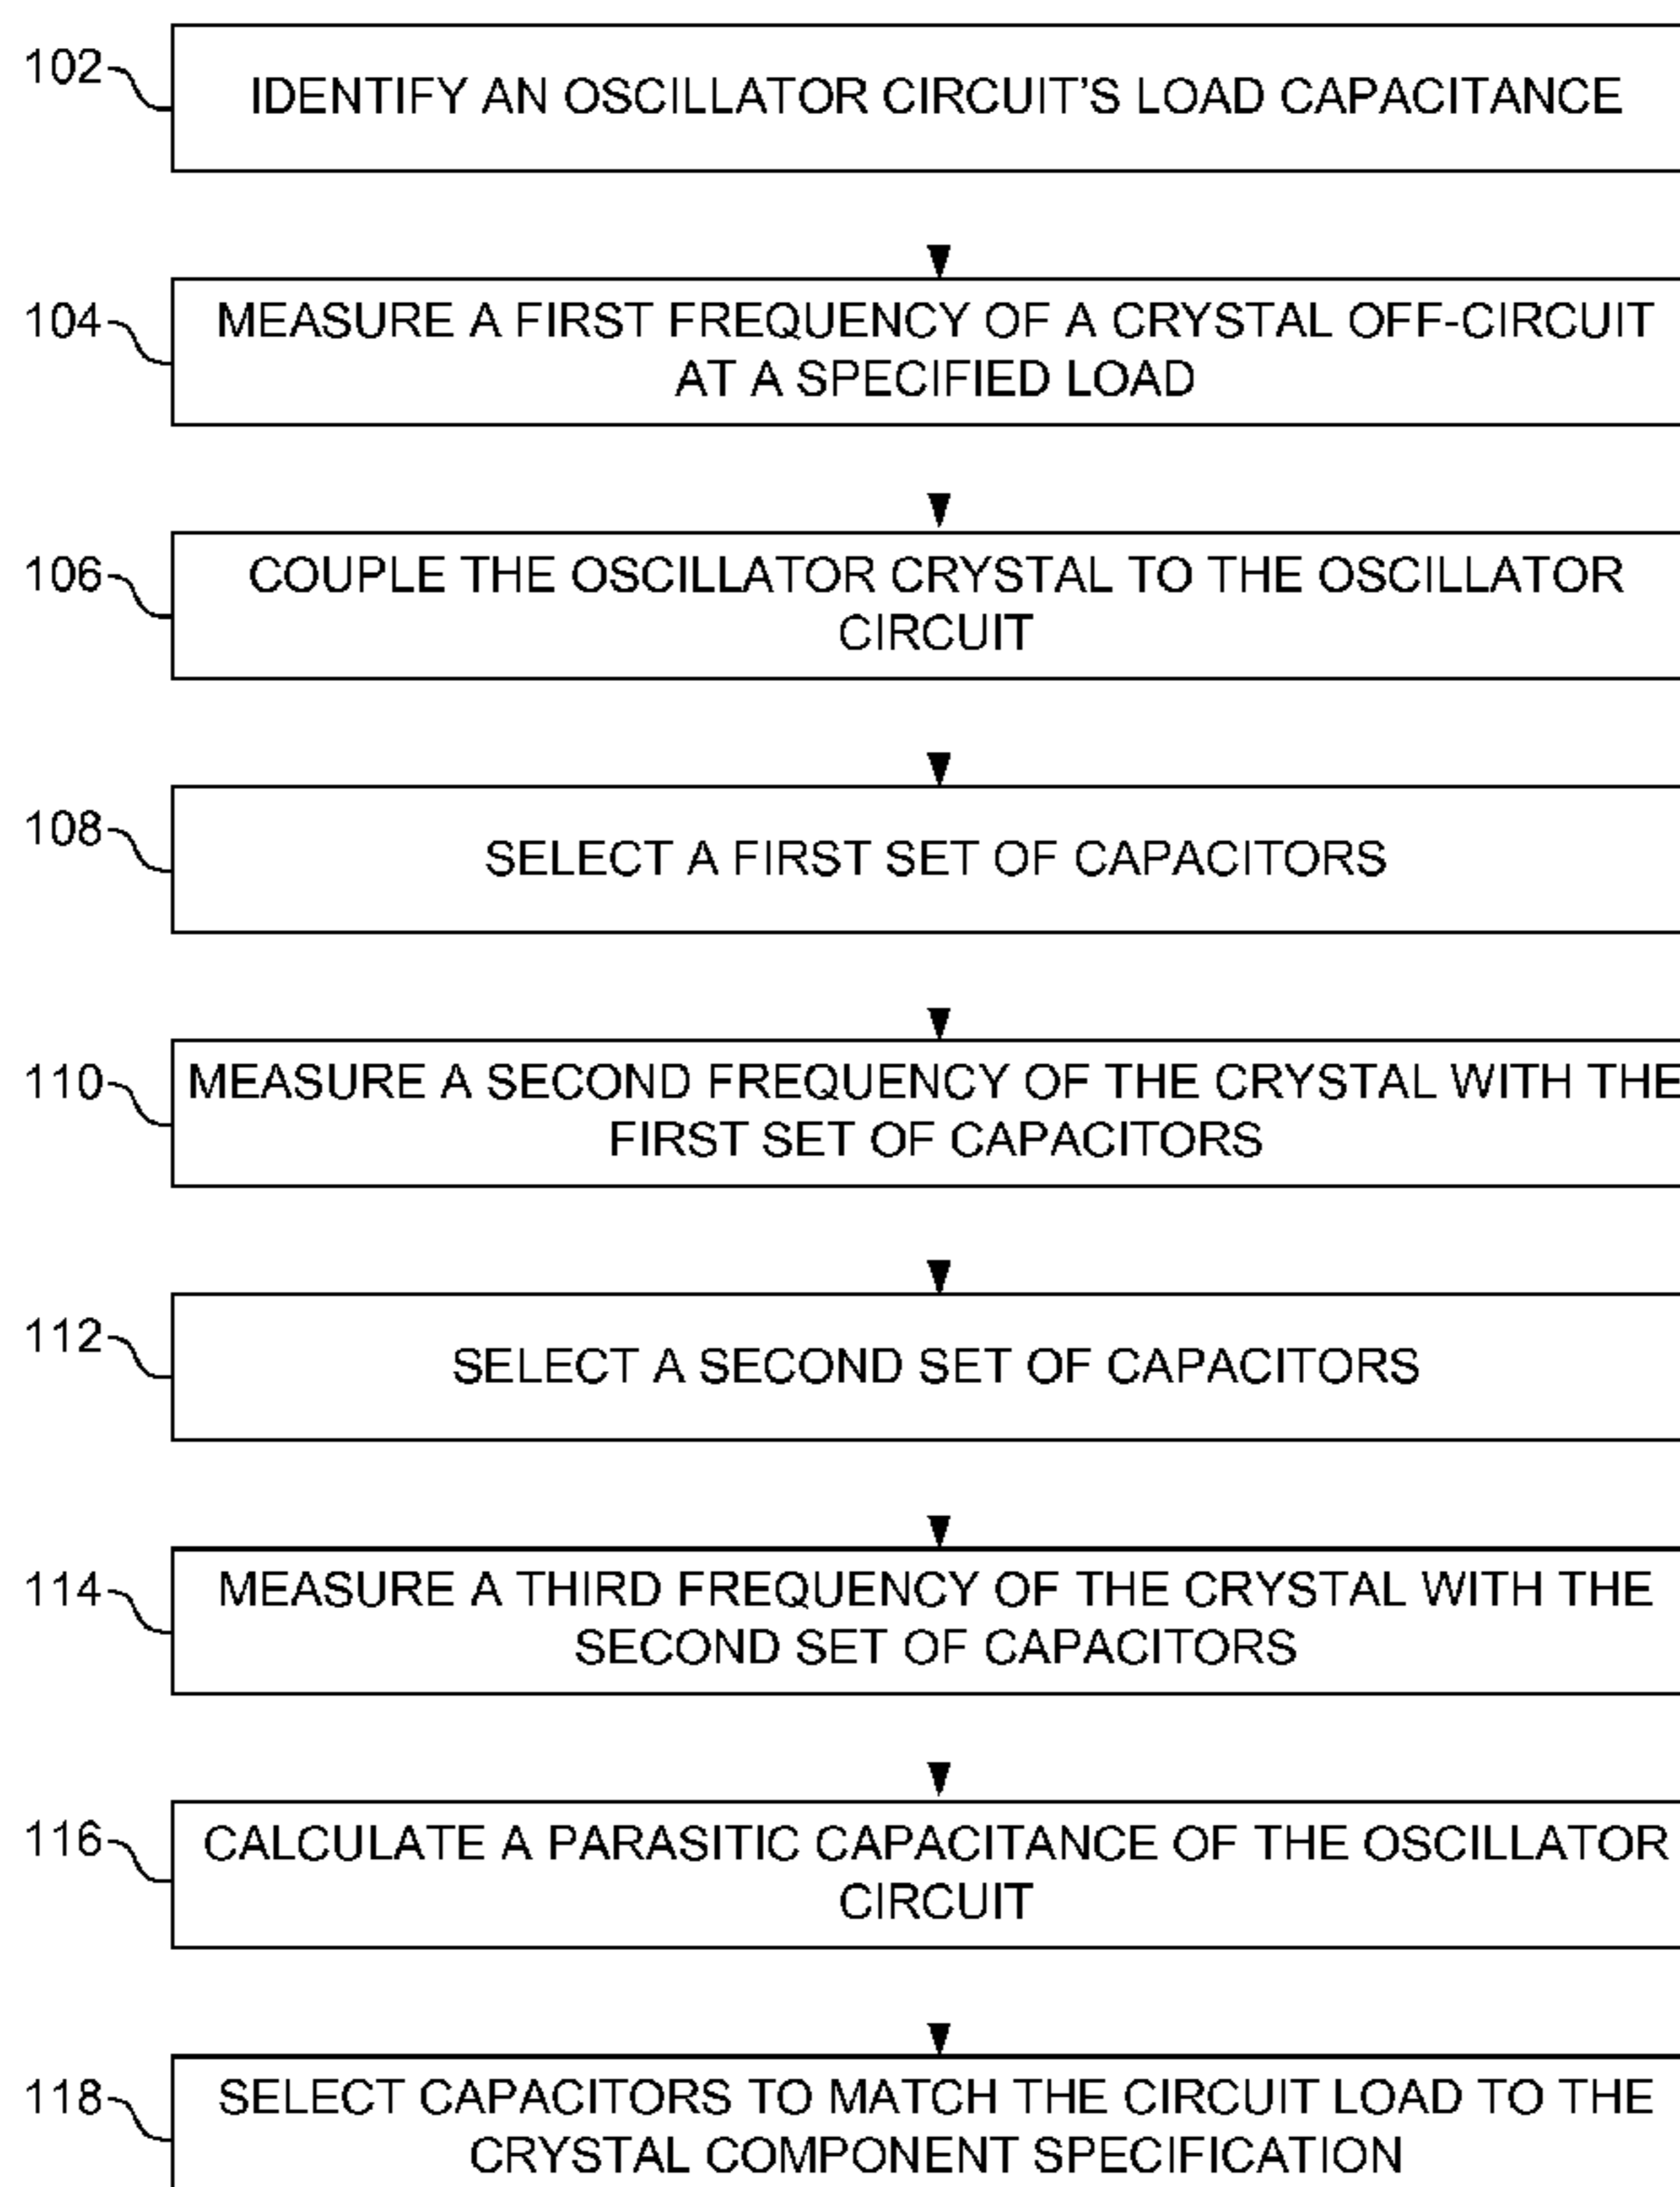 102
IDENTIFY AN OSCILLATOR CIRCUIT'S LOAD CAPACITANCE
104
MEASURE A FIRST FREQUENCY OF A CRYSTAL OFF-CIRCUIT
AT A SPECIFIED LOAD
106
COUPLE THE OSCILLATOR CRYSTAL TO THE OSCILLATOR
CIRCUIT
108
SELECT A FIRST SET OF CAPACITORS
110
MEASURE A SECOND FREQUENCY OF THE CRYSTAL WITH THE
FIRST SET OF CAPACITORS
112
SELECT A SECOND SET OF CAPACITORS
114
MEASURE A THIRD FREQUENCY OF THE CRYSTAL WITH THE
SECOND SET OF CAPACITORS
116
CALCULATE A PARASITIC CAPACITANCE OF THE OSCILLATOR
CIRCUIT
118
SELECT CAPACITORS TO MATCH THE CIRCUIT LOAD TO THE
CRYSTAL COMPONENT SPECIFICATION